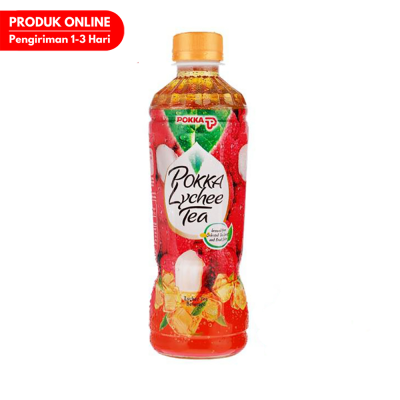 PRODUK ONLINE
Pengiriman 1-3 Hari
POKKA
POKKA
Lychee
Tea